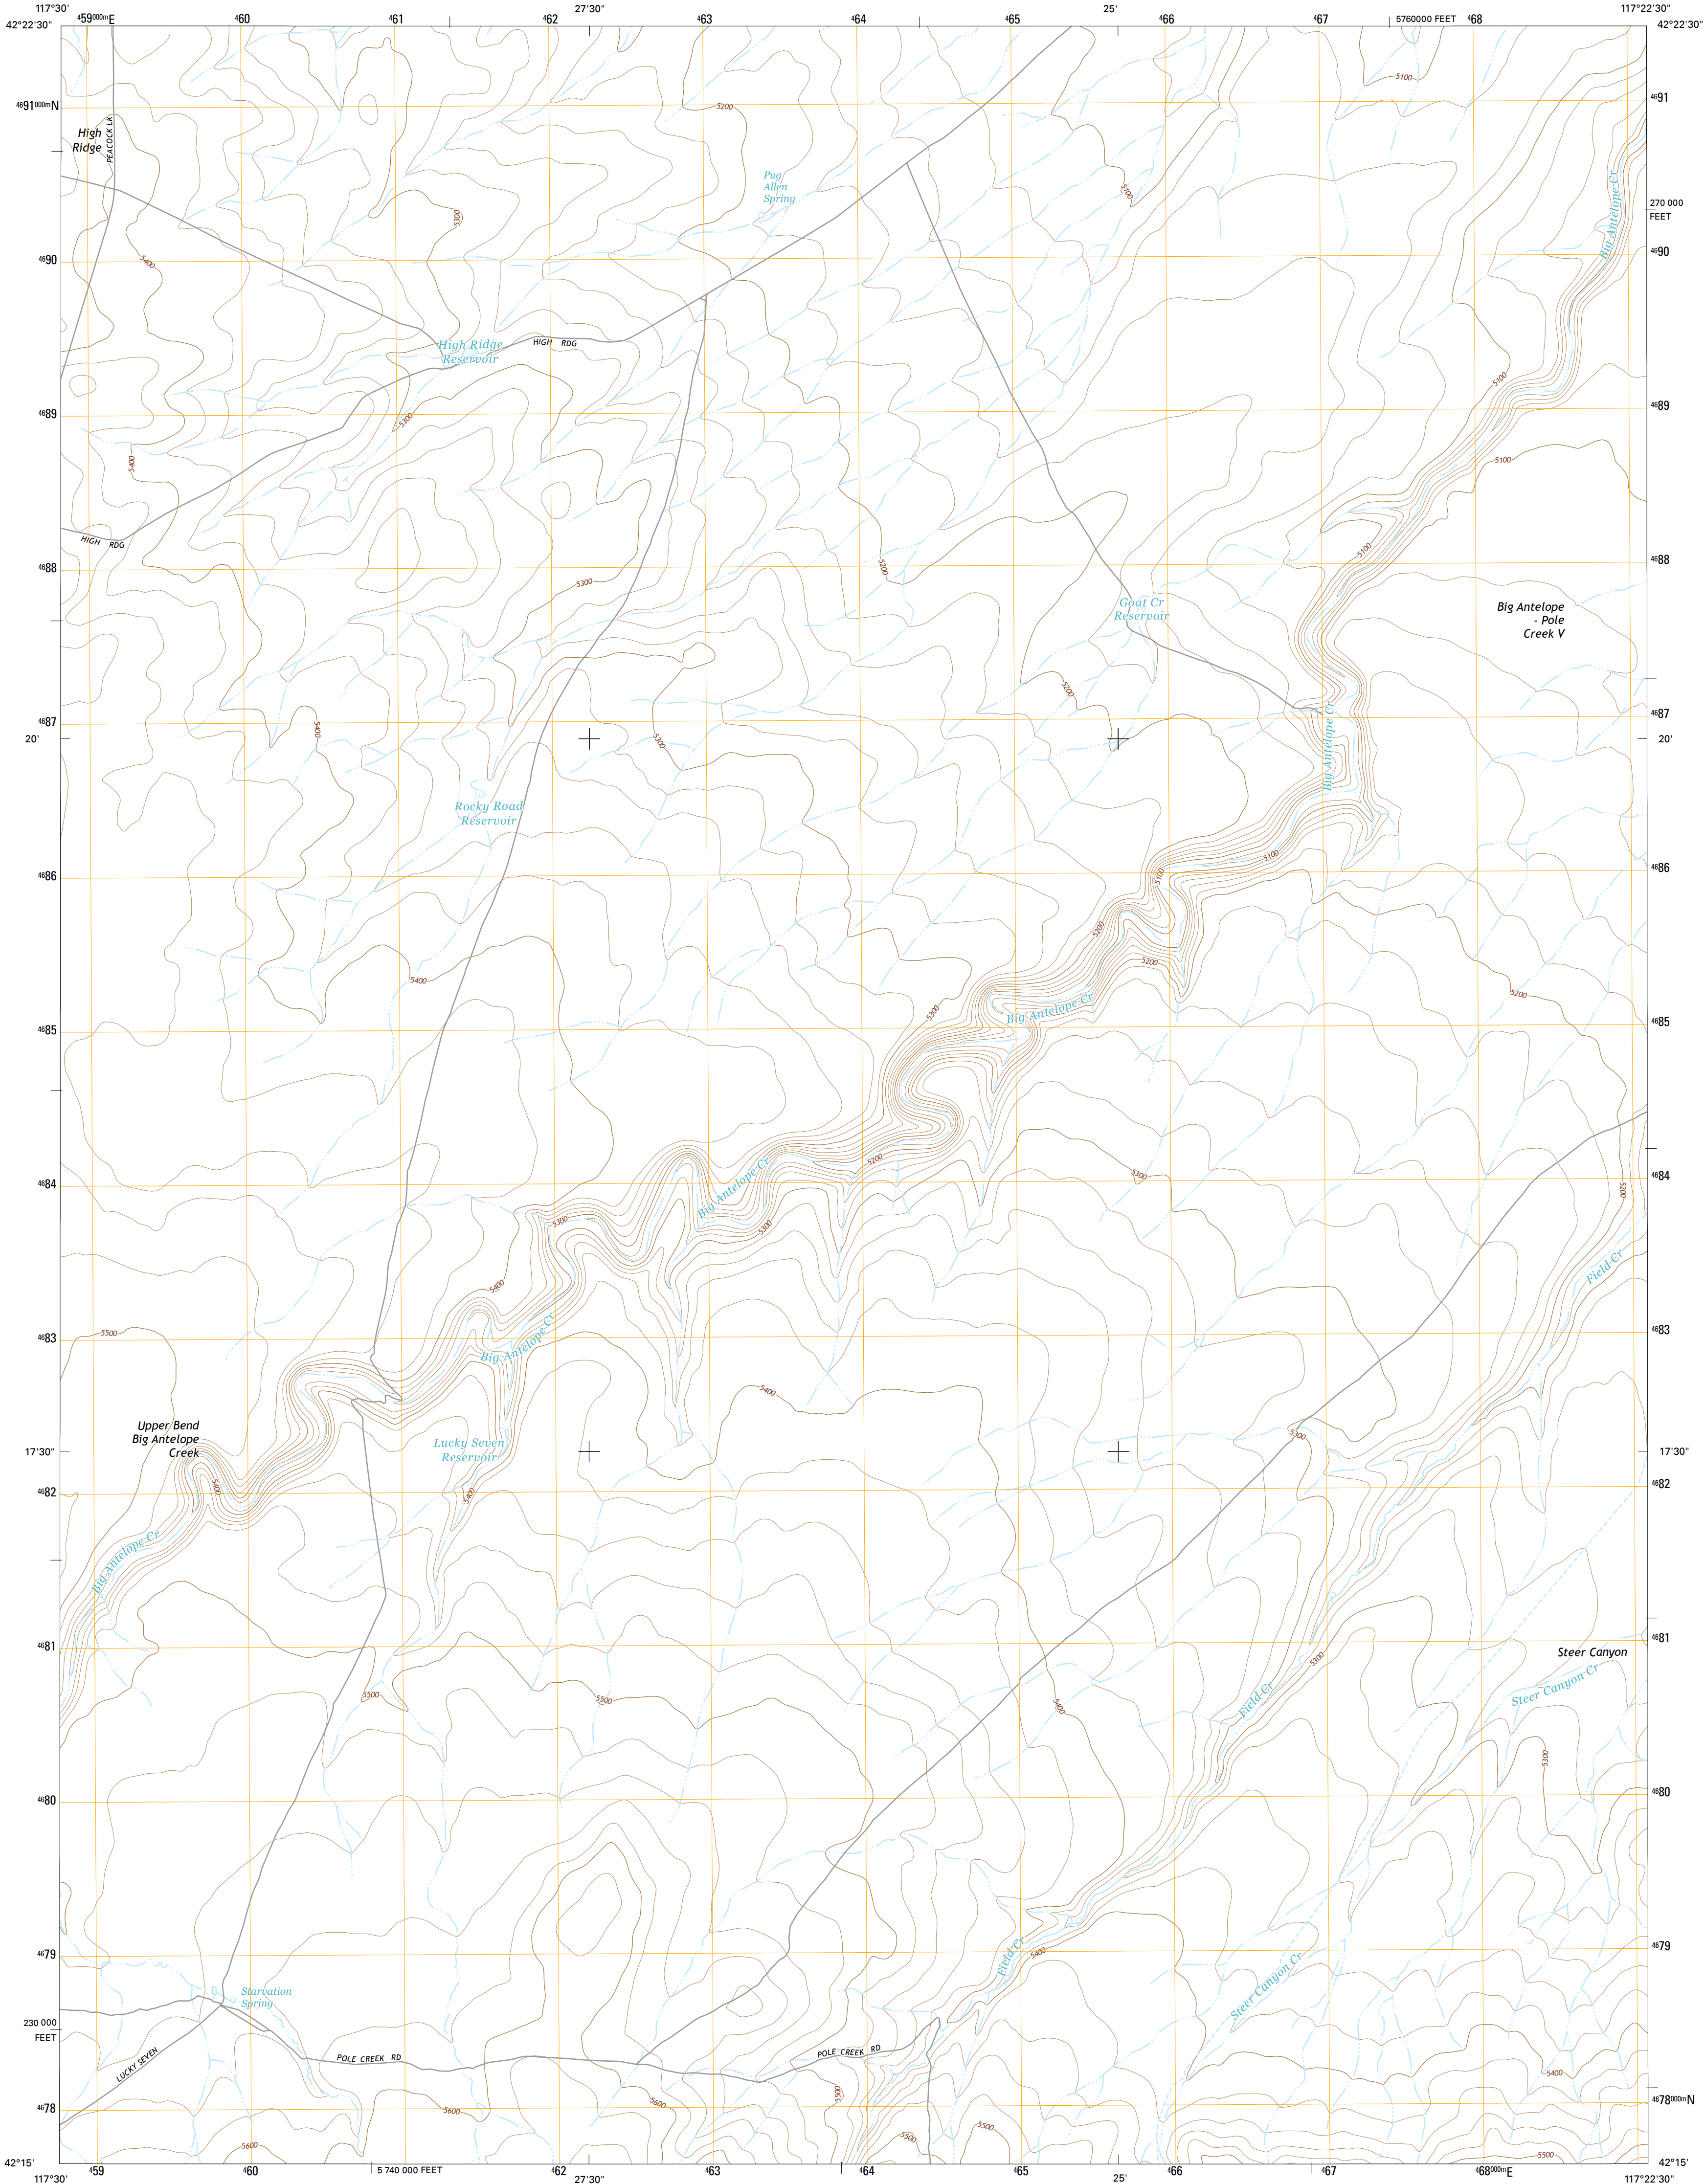 117°30'
⁴59000mE
⁴60
⁴61
⁴62
27'30"
⁴63
⁴64
⁴65
25'
⁴66
⁴67
5760000 FEET
⁴68
117°22'30"
42°22'30"
42°22'30"
5100
5200
⁴⁶91000mN
⁴⁶91
High
Ridge
PEACOCK LK
Pug
Allen
Spring
5100
Big Antelope Cr
270 000
FEET
5300
⁴⁶90
5400
⁴⁶90
High Ridge
Reservoir
HIGH RDG
5100
⁴⁶89
5300
⁴⁶89
5400
5100
HIGH RDG
5100
⁴⁶88
5200
⁴⁶88
5300
Goat Cr
Reservoir
Big Antelope
- Pole
Creek V
5200
⁴⁶87
5400
Big Antelope Cr
⁴⁶87
20'
5300
20'
Rocky Road
Reservoir
5100
⁴⁶86
5100
⁴⁶86
5200
5200
5400
5200
5300
Big Antelope Cr
⁴⁶85
⁴⁶85
5200
5300
⁴⁶84
Big Antelope Cr
5200
⁴⁶84
5300
5300
Field Cr
5400
5500
⁴⁶83
Big Antelope Cr
⁴⁶83
5400
Upper Bend
Big Antelope
Creek
5300
17'30"
Lucky Seven
Reservoir
17'30"
5400
5400
⁴⁶82
⁴⁶82
Big Antelope Cr
⁴⁶81
⁴⁶81
5300
Steer Canyon
Steer Canyon Cr
5500
5500
5400
Field Cr
5300
⁴⁶80
⁴⁶80
⁴⁶79
Field Cr
5400
⁴⁶79
Steer Canyon Cr
Starvation
Spring
230 000
FEET
LUCKY SEVEN
POLE CREEK RD
POLE CREEK RD
5400
5500
5600
5600
⁴⁶78
⁴⁶78000mN
5500
5500
5600
5500
42°15'
42°15'
117°30'
⁴59
⁴60
5 740 000 FEET
⁴62
27'30"
⁴63
⁴64
⁴65
25'
⁴66
⁴67
⁴68000mE
117°22'30"